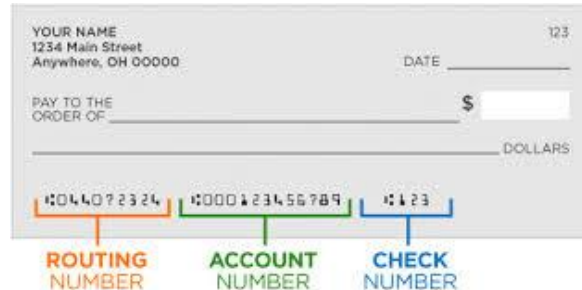 YOUR NAME 123
1234 Main Street
Anywhere, OH 00000 DATE
PAY TO THE
ORDER OF $
DOLLARS
⑆044072324⑆ ⑆000123456789⑆ ⑆123
ROUTING NUMBER
ACCOUNT NUMBER
CHECK NUMBER